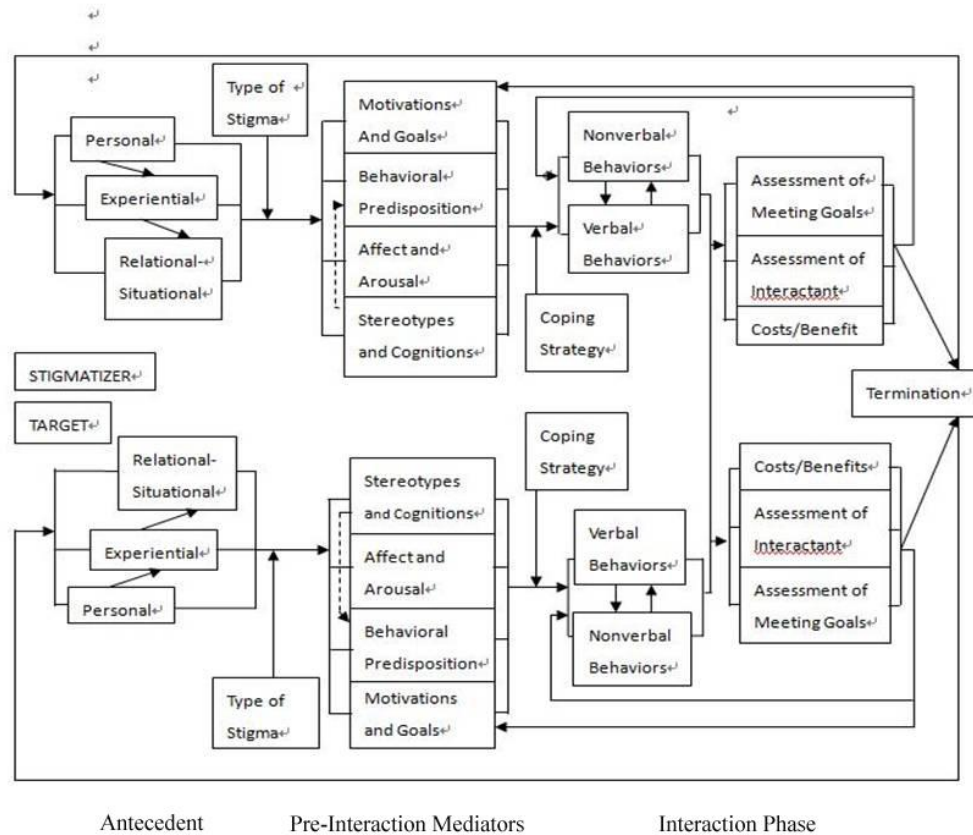 Type of
Stigma
Personal
Experiential
Relational-
Situational
Motivations
And Goals
Behavioral
Predisposition
Affect and
Arousal
Stereotypes
and Cognitions
Nonverbal
Behaviors
Verbal
Behaviors
Coping
Strategy
Assessment of
Meeting Goals
Assessment of
Interactant
Costs/Benefit
STIGMATIZER
TARGET
Termination
Relational-
Situational
Experiential
Personal
Type of
Stigma
Stereotypes
and Cognitions
Affect and
Arousal
Behavioral
Predisposition
Motivations
and Goals
Coping
Strategy
Verbal
Behaviors
Nonverbal
Behaviors
Costs/Benefits
Assessment of
Interactant
Assessment of
Meeting Goals
Antecedent
Pre-Interaction Mediators
Interaction Phase